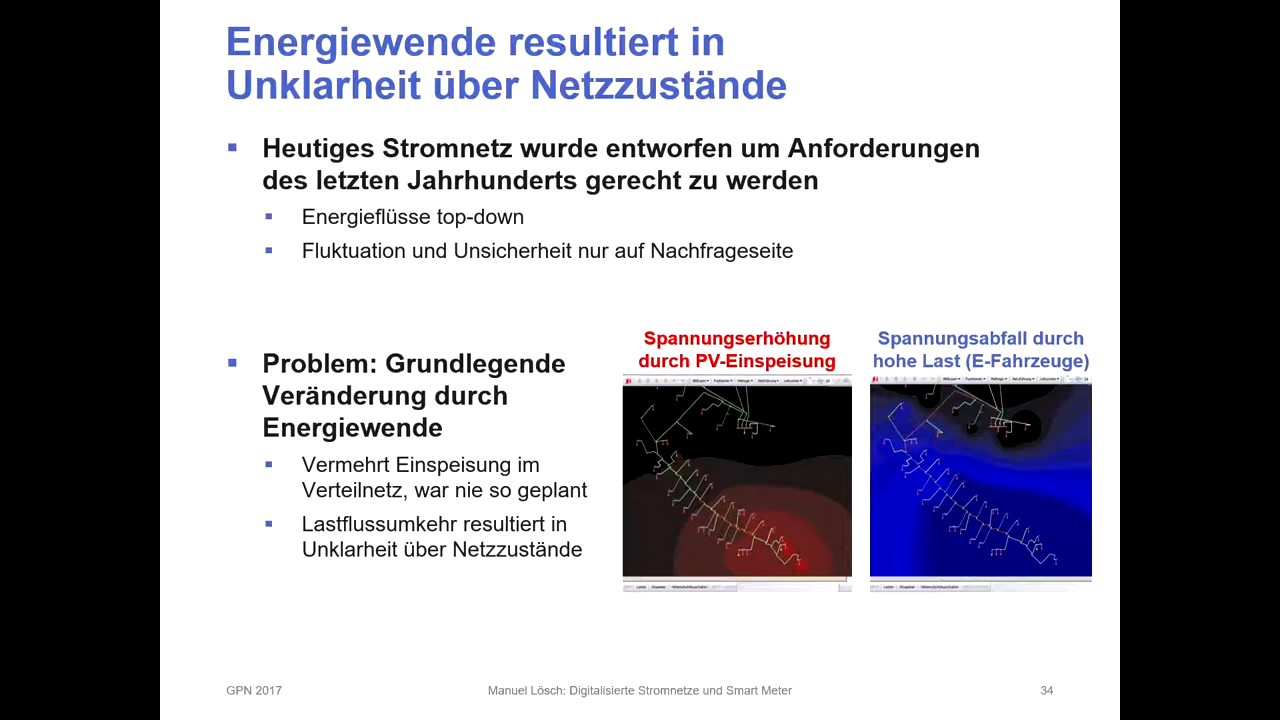 Energiewende resultiert in
Unklarheit über Netzzustände
Heutiges Stromnetz wurde entworfen um Anforderungen
des letzten Jahrhunderts gerecht zu werden
Energieflüsse top-down
Fluktuation und Unsicherheit nur auf Nachfrageseite
Problem: Grundlegende
Veränderung durch
Energiewende
Vermehrt Einspeisung im
Verteilnetz, war nie so geplant
Lastflussumkehr resultiert in
Unklarheit über Netzzustände
Spannungserhöhung
durch PV-Einspeisung
Spannungsabfall durch
hohe Last (E-Fahrzeuge)
GPN 2017
Manuel Lösch: Digitalisierte Stromnetze und Smart Meter
34